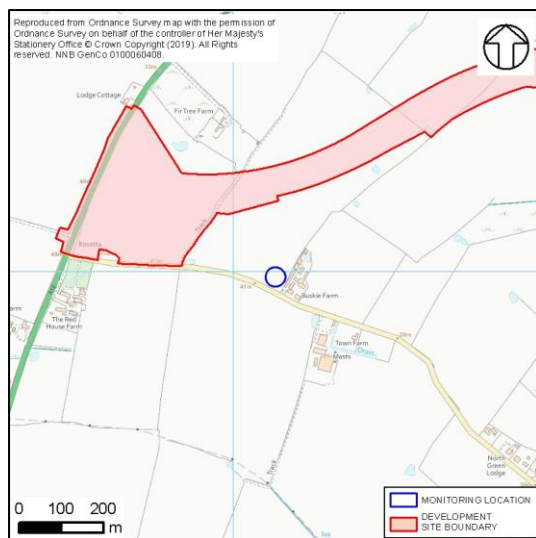 Reproduced from Ordnance Survey map with the permission of
Ordnance Survey on behalf of the controller of Her Majesty's
Stationery Office © Crown Copyright (2019). All Rights
reserved. NNB GenCo 0100060408.
Lodge Cottage
Fir Tree Farm
Track
Rosetta
Buskie Farm
The Red
House Farm
Farm
Town Farm
Drain
Masts
Track
North
Green
Lodge
0 100 200
m
MONITORING LOCATION
DEVELOPMENT
SITE BOUNDARY